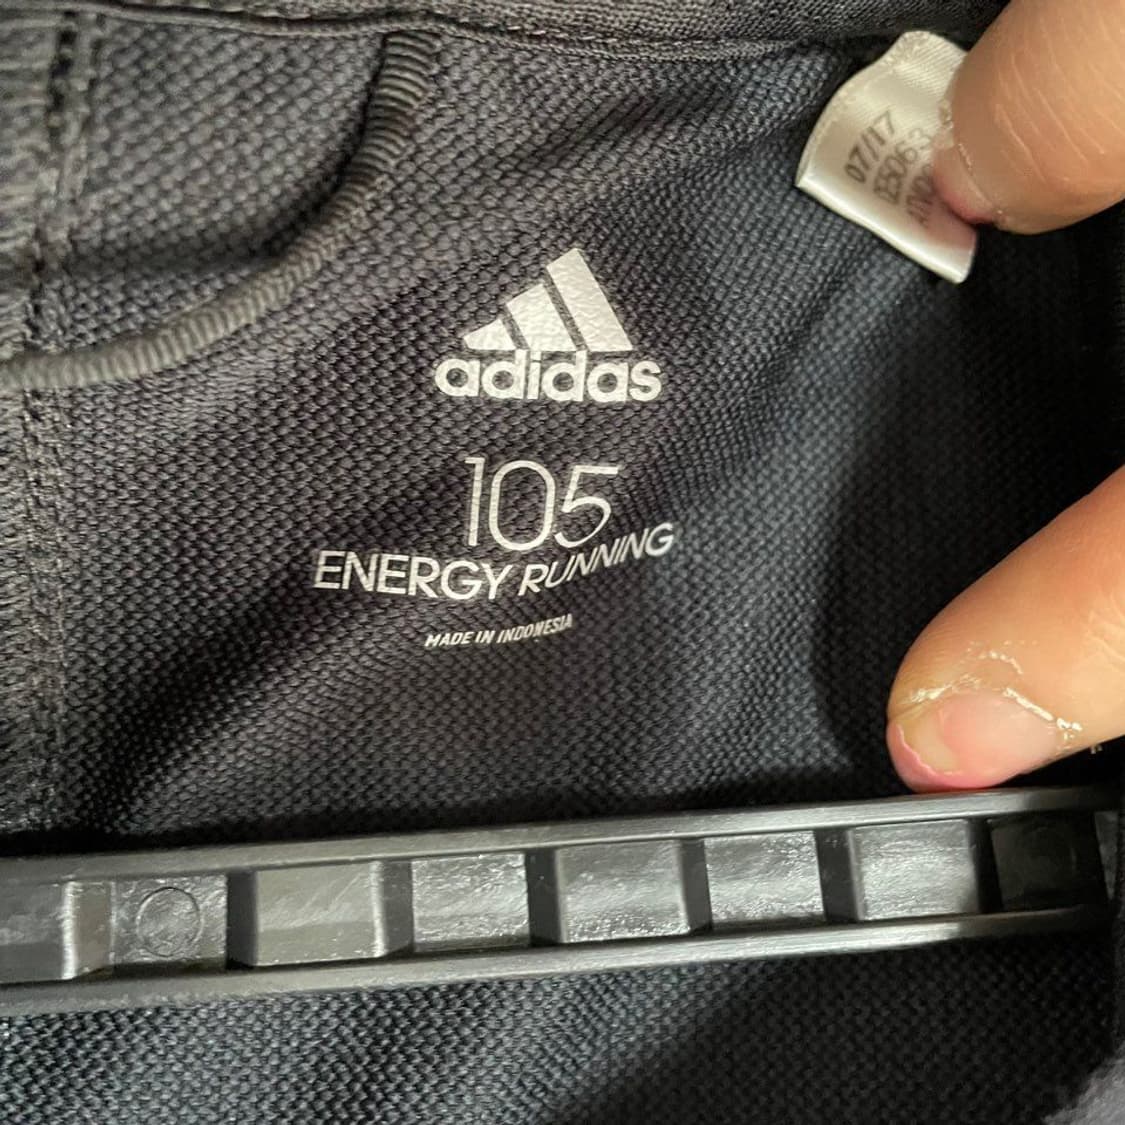 07/17
adidas
105
ENERGY RUNNING
MADE IN INDONESIA